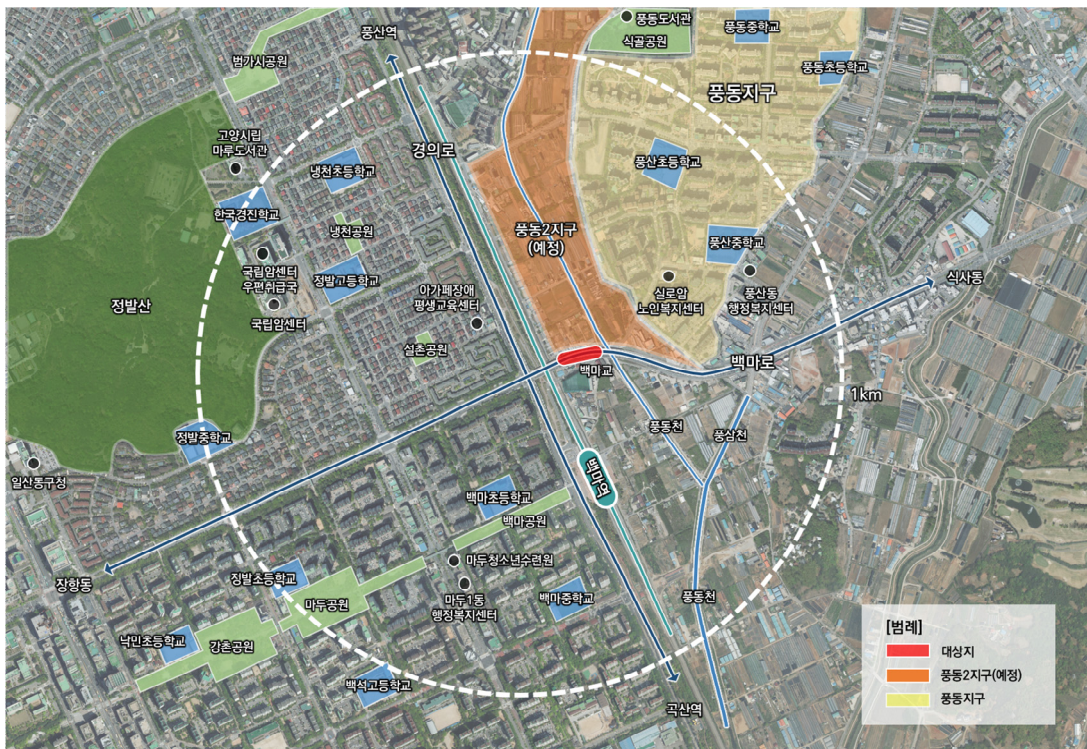 풍산역
풍동도서관
식골공원
풍동중학교
범가시공원
풍동초등학교
풍동지구
고양시립
마루도서관
경의로
냉천초등학교
풍산초등학교
한국경진학교
냉천공원
풍동2지구
(예정)
풍산중학교
국립암센터
우편취급국
정발고등학교
아가페장애
평생교육센터
실로암
노인복지센터
풍산동
행정복지센터
식사동
정발산
국립암센터
설촌공원
백마교
백마로
1km
정발중학교
풍동천
풍삼천
일산동구청
백마역
백마초등학교
백마공원
마두청소년수련원
장항동
정발초등학교
마두공원
마두1동
행정복지센터
백마중학교
풍동천
낙민초등학교
강촌공원
백석고등학교
곡산역
[범례]
대상지
풍동2지구(예정)
풍동지구